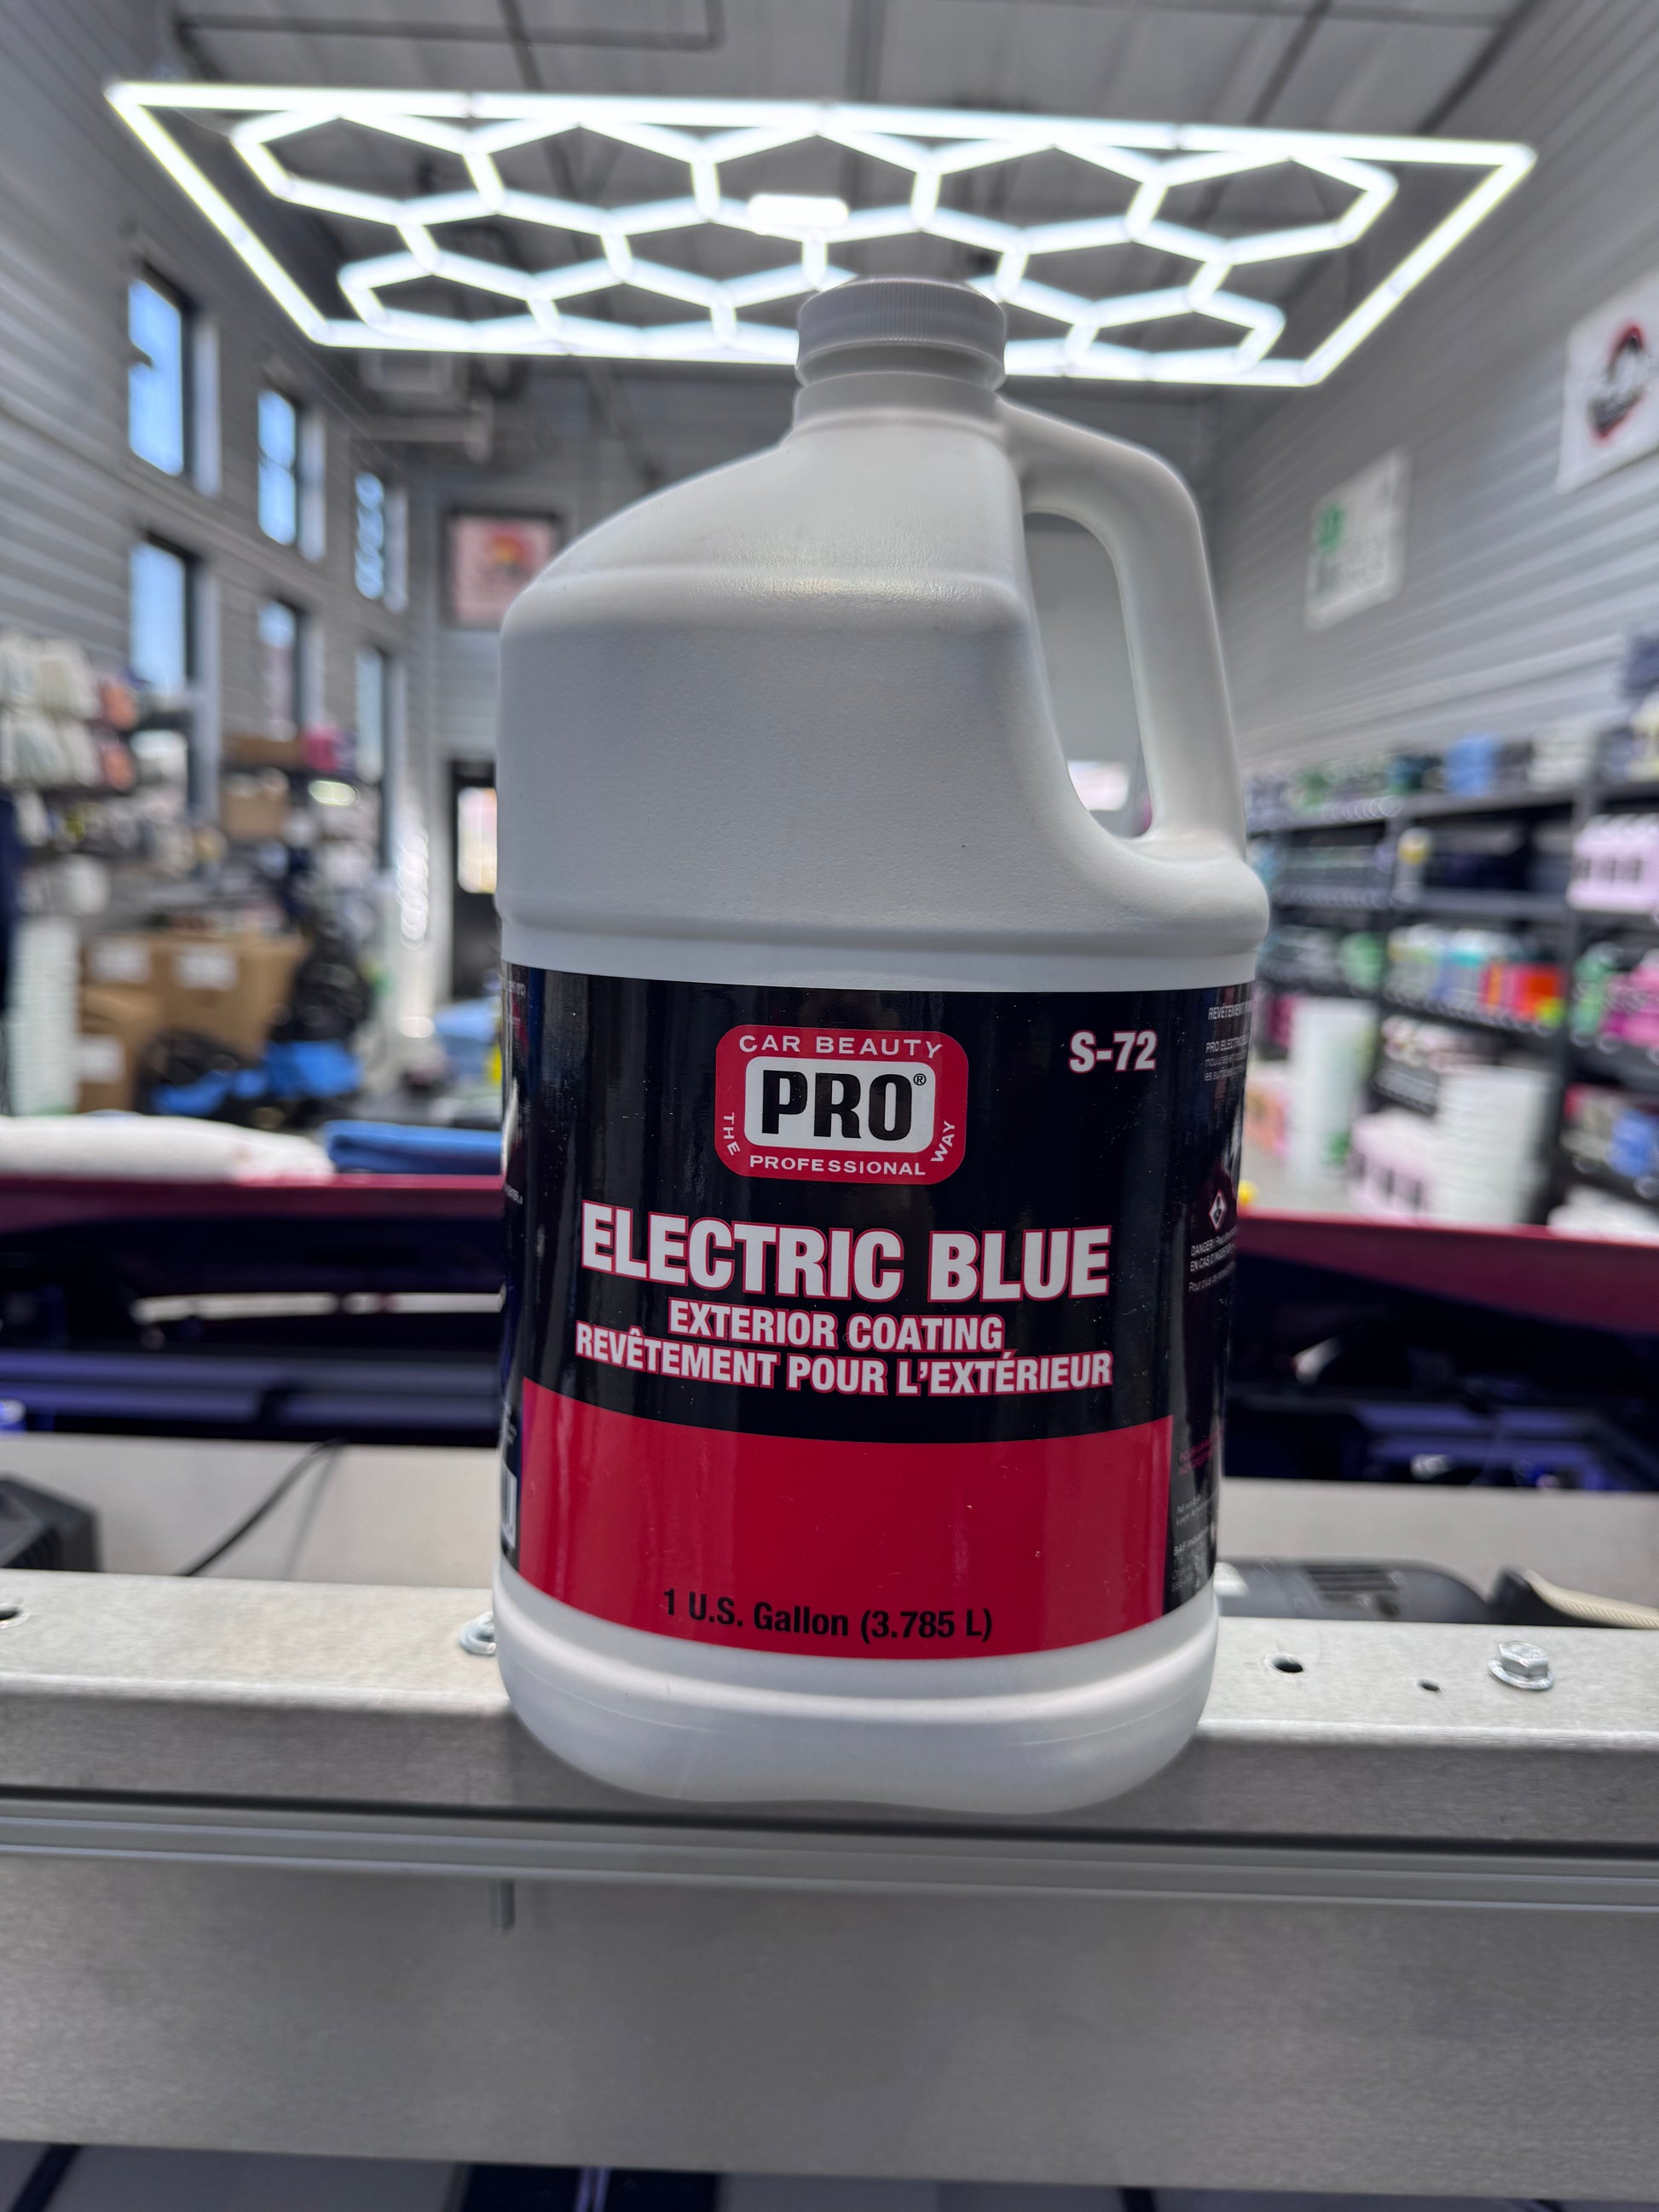 CAR BEAUTY
PRO®
THE PROFESSIONAL WAY
S-72
ELECTRIC BLUE
EXTERIOR COATING
REVÊTEMENT POUR L'EXTÉRIEUR
1 U.S. Gallon (3.785 L)